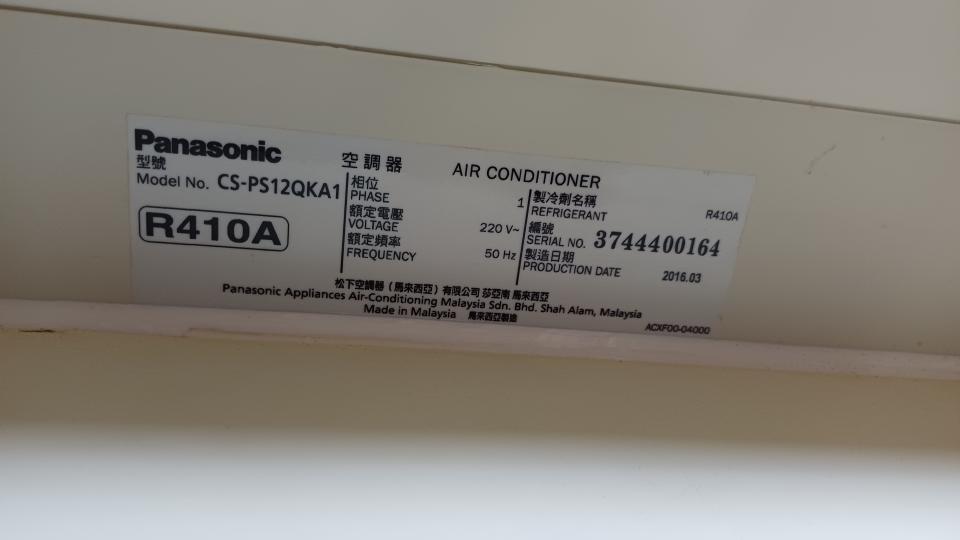 Panasonic
空調器 AIR CONDITIONER
型號
Model No. CS-PS12QKA1
R410A
相位
PHASE 1
額定電壓
VOLTAGE 220 V~
額定頻率
FREQUENCY 50 Hz
製冷劑名稱
REFRIGERANT R410A
編號
SERIAL NO. 3744400164
製造日期
PRODUCTION DATE 2016.03
松下空調器（馬來西亞）有限公司 莎亞南 馬來西亞
Panasonic Appliances Air-Conditioning Malaysia Sdn. Bhd. Shah Alam, Malaysia
Made in Malaysia 馬來西亞製造
ACXF00-04000